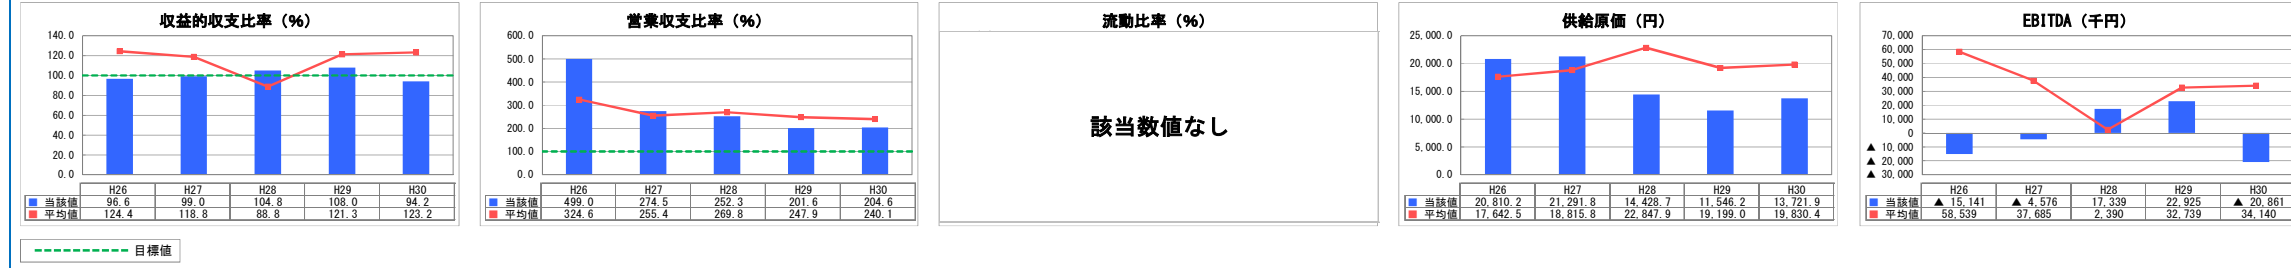 収益的収支比率（％）
140.0
120.0
100.0
80.0
60.0
40.0
20.0
0.0
H26 H27 H28 H29 H30
当該値 96.6 99.0 104.8 108.0 94.2
平均値 124.4 118.8 88.8 121.3 123.2
営業収支比率（％）
600.0
500.0
400.0
300.0
200.0
100.0
0.0
H26 H27 H28 H29 H30
当該値 499.0 274.5 252.3 201.6 204.6
平均値 324.6 255.4 269.8 247.9 240.1
流動比率（％）
該当数値なし
供給原価（円）
25,000.0
20,000.0
15,000.0
10,000.0
5,000.0
0.0
H26 H27 H28 H29 H30
当該値 20,810.2 21,291.8 14,428.7 11,546.2 13,721.9
平均値 17,642.5 18,815.8 22,847.9 19,199.0 19,830.4
EBITDA（千円）
70,000
60,000
50,000
40,000
30,000
20,000
10,000
0
▲ 10,000
▲ 20,000
▲ 30,000
H26 H27 H28 H29 H30
当該値 ▲ 15,141 ▲ 4,576 17,339 22,925 ▲ 20,861
平均値 58,539 37,685 2,390 32,739 34,140
目標値